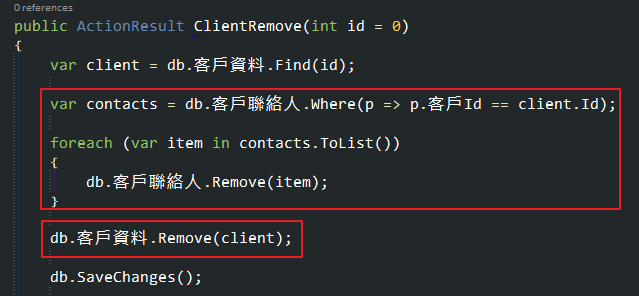 0 references
public ActionResult ClientRemove(int id = 0)
{
var client = db.客戶資料.Find(id);
var contacts = db.客戶聯絡人.Where(p => p.客戶Id == client.Id);
foreach (var item in contacts.ToList())
{
db.客戶聯絡人.Remove(item);
}
db.客戶資料.Remove(client);
db.SaveChanges();